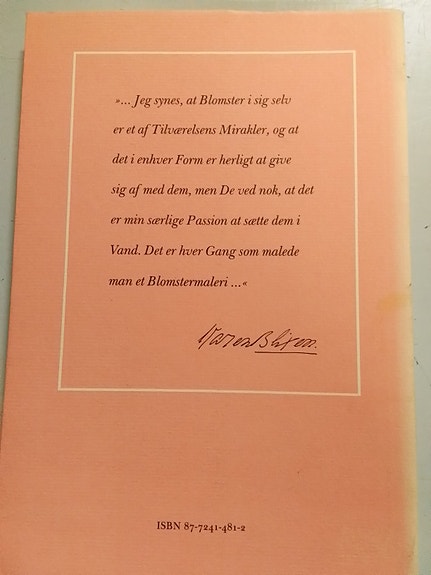 »... Jeg synes, at Blomster i sig selv
er et af Tilværelsens Mirakler, og at
det i enhver Form er herligt at give
sig af med dem, men De ved nok, at det
er min særlige Passion at sætte dem i
Vand. Det er hver Gang som malede
man et Blomstermaleri ...«
Karen Blixen.
ISBN 87-7241-481-2